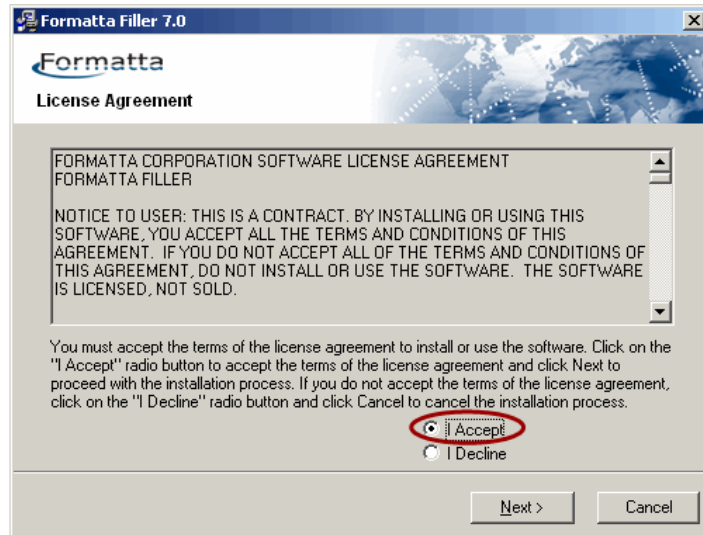 Formatta Filler 7.0
Formatta
License Agreement
FORMATTA CORPORATION SOFTWARE LICENSE AGREEMENT
FORMATTA FILLER
NOTICE TO USER: THIS IS A CONTRACT. BY INSTALLING OR USING THIS
SOFTWARE, YOU ACCEPT ALL THE TERMS AND CONDITIONS OF THIS
AGREEMENT.  IF YOU DO NOT ACCEPT ALL OF THE TERMS AND CONDITIONS OF
THIS AGREEMENT, DO NOT INSTALL OR USE THE SOFTWARE.  THE SOFTWARE
IS LICENSED, NOT SOLD.
You must accept the terms of the license agreement to install or use the software. Click on the
"I Accept" radio button to accept the terms of the license agreement and click Next to
proceed with the installation process. If you do not accept the terms of the license agreement,
click on the "I Decline" radio button and click Cancel to cancel the installation process.
I Accept
I Decline
Next >
Cancel